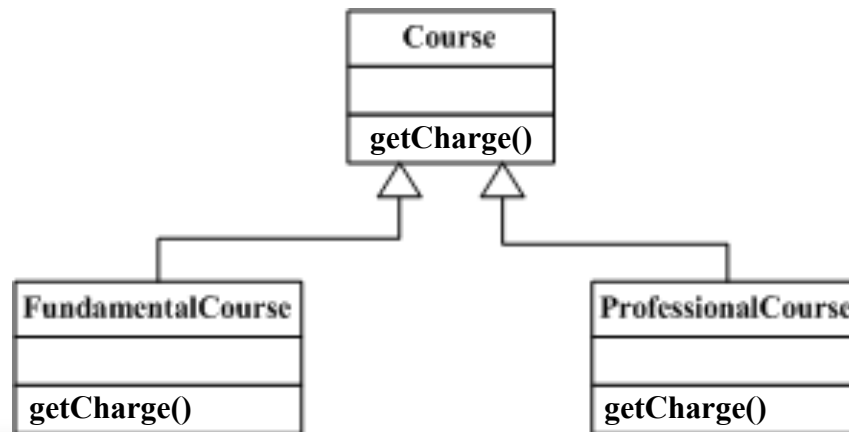 Course
getCharge()
FundamentalCourse
getCharge()
ProfessionalCourse
getCharge()